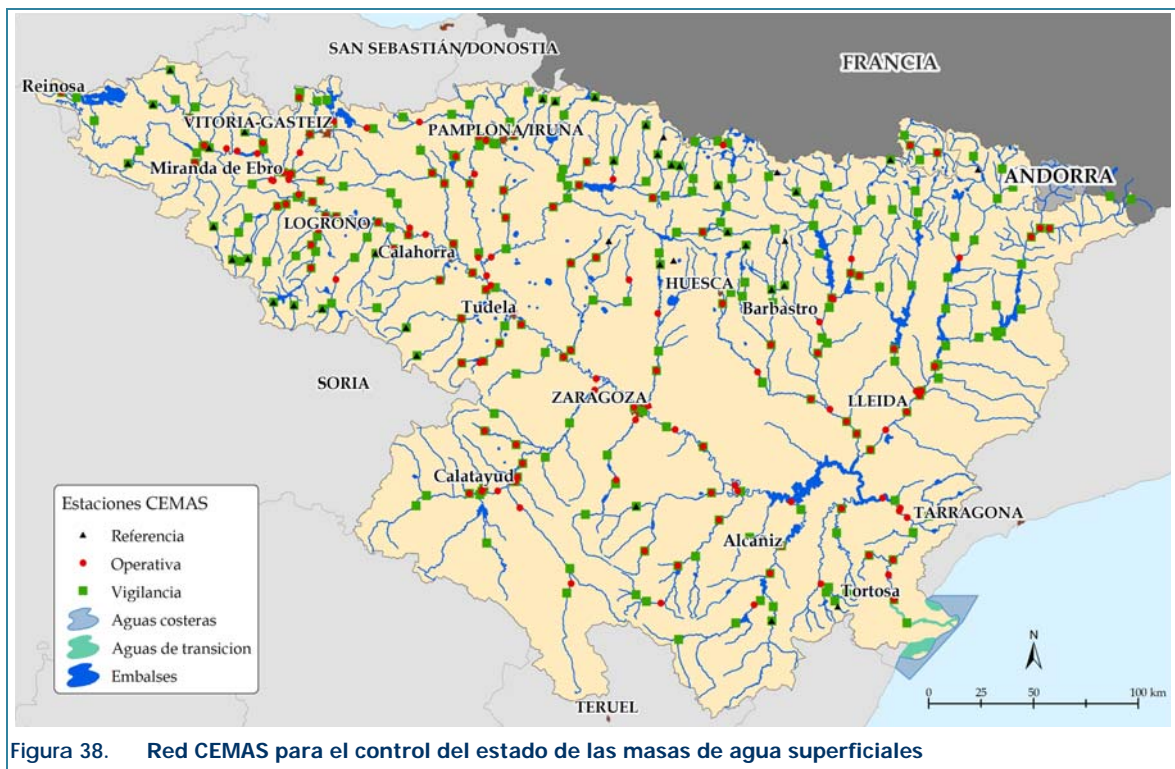 SAN SEBASTIÁN/DONOSTIA
FRANCIA
Reinosa
VITORIA-GASTEIZ
PAMPLONA/IRUÑA
Miranda de Ebro
ANDORRA
LOGROÑO
Calahorra
HUESCA
Tudela
Barbastro
SORIA
ZARAGOZA
LLEIDA
Calatayud
Estaciones CEMAS
Referencia
Operativa
Vigilancia
Aguas costeras
Aguas de transicion
Embalses
TARRAGONA
Alcañiz
Tortosa
N
0 25 50 100 km
TERUEL
Figura 38. Red CEMAS para el control del estado de las masas de agua superficiales